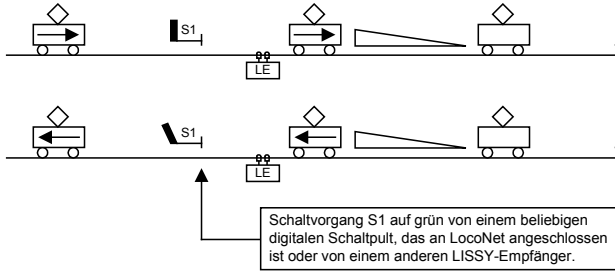 S1
LE
S1
LE
Schaltvorgang S1 auf grün von einem beliebigen
digitalen Schaltpult, das an LocoNet angeschlossen
ist oder von einem anderen LISSY-Empfänger.